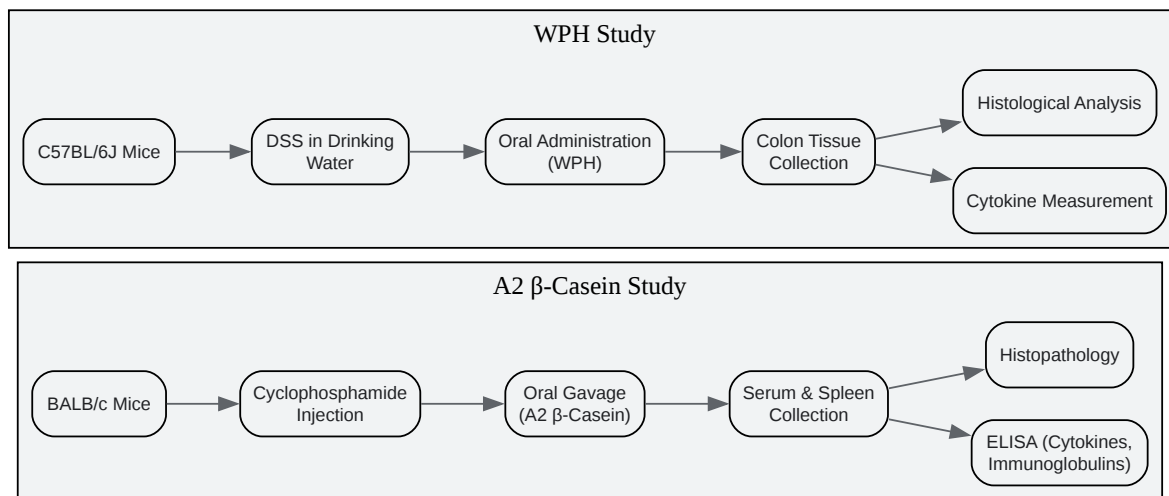 WPH Study
C57BL/6J Mice
DSS in Drinking
Water
Oral Administration
(WPH)
Colon Tissue
Collection
Histological Analysis
Cytokine Measurement
A2 β-Casein Study
BALB/c Mice
Cyclophosphamide
Injection
Oral Gavage
(A2 β-Casein)
Serum & Spleen
Collection
Histopathology
ELISA (Cytokines,
Immunoglobulins)